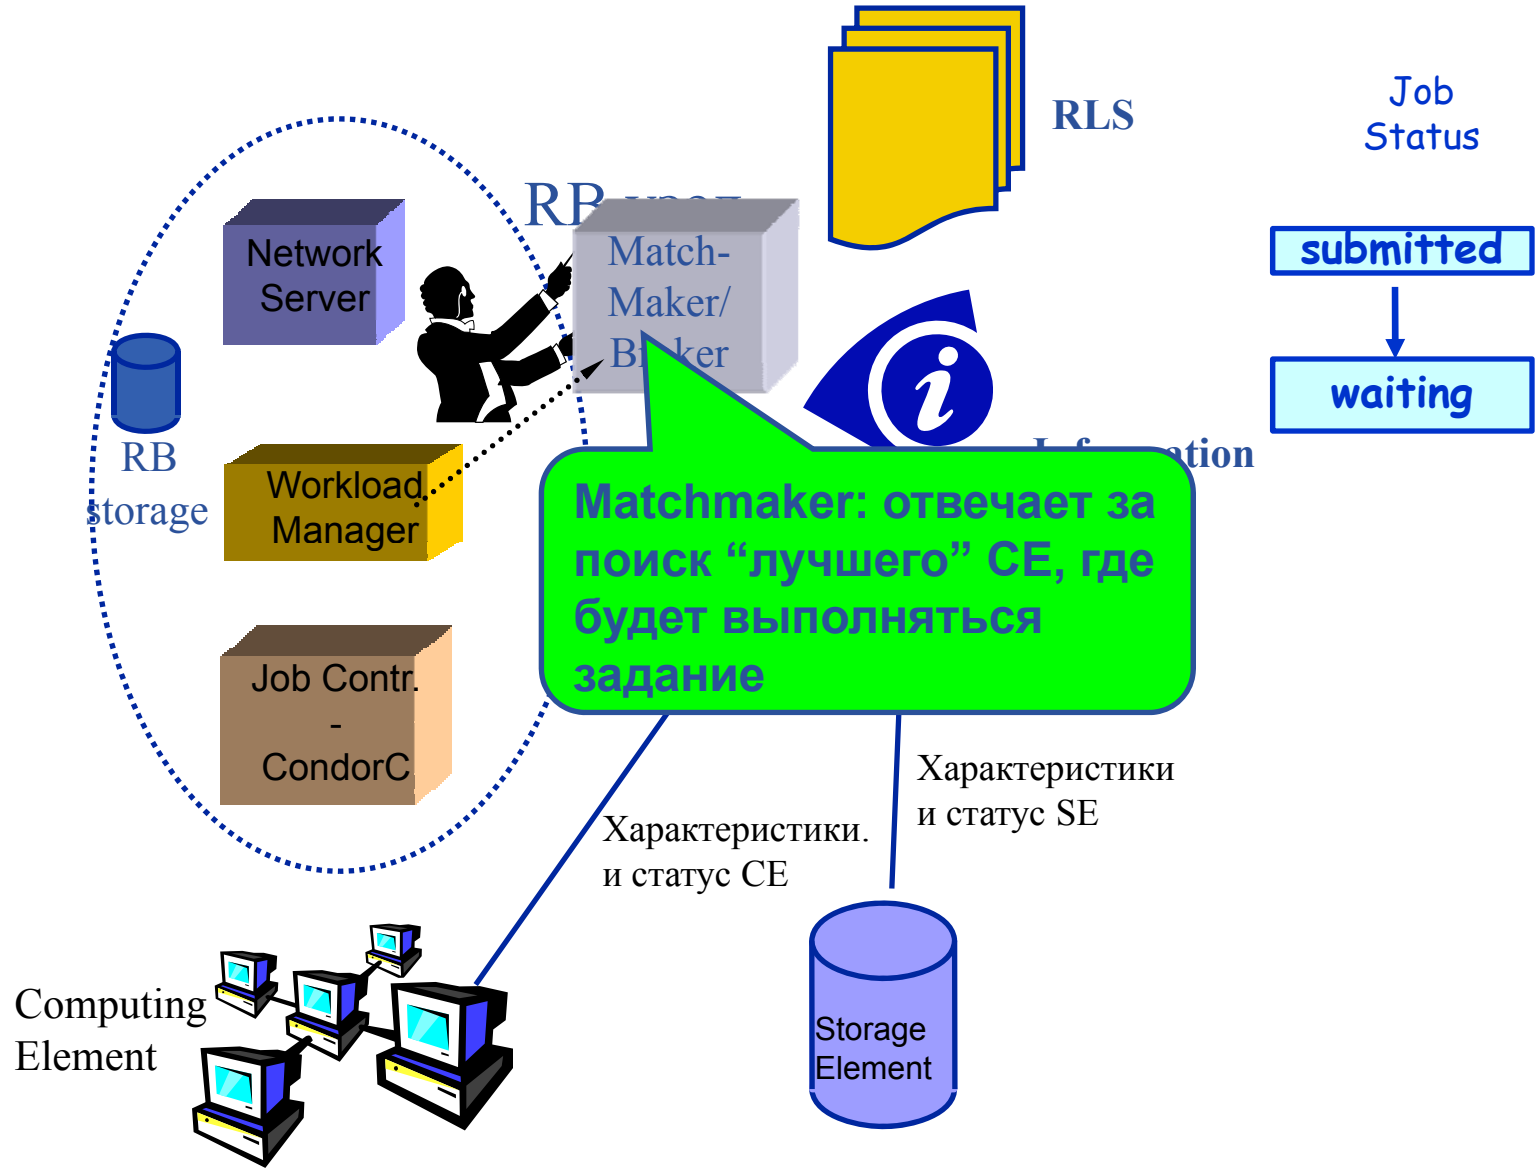 RLS
Job
Status
RB
Network
Server
Match-
Maker/
submitted
waiting
RB
storage
Workload
Manager
Matchmaker: отвечает за
поиск “лучшего” CE, где
будет выполняться
задание
Job Contr.
-
CondorC
Характеристики
и статус SE
Характеристики.
и статус CE
Computing
Element
Storage
Element